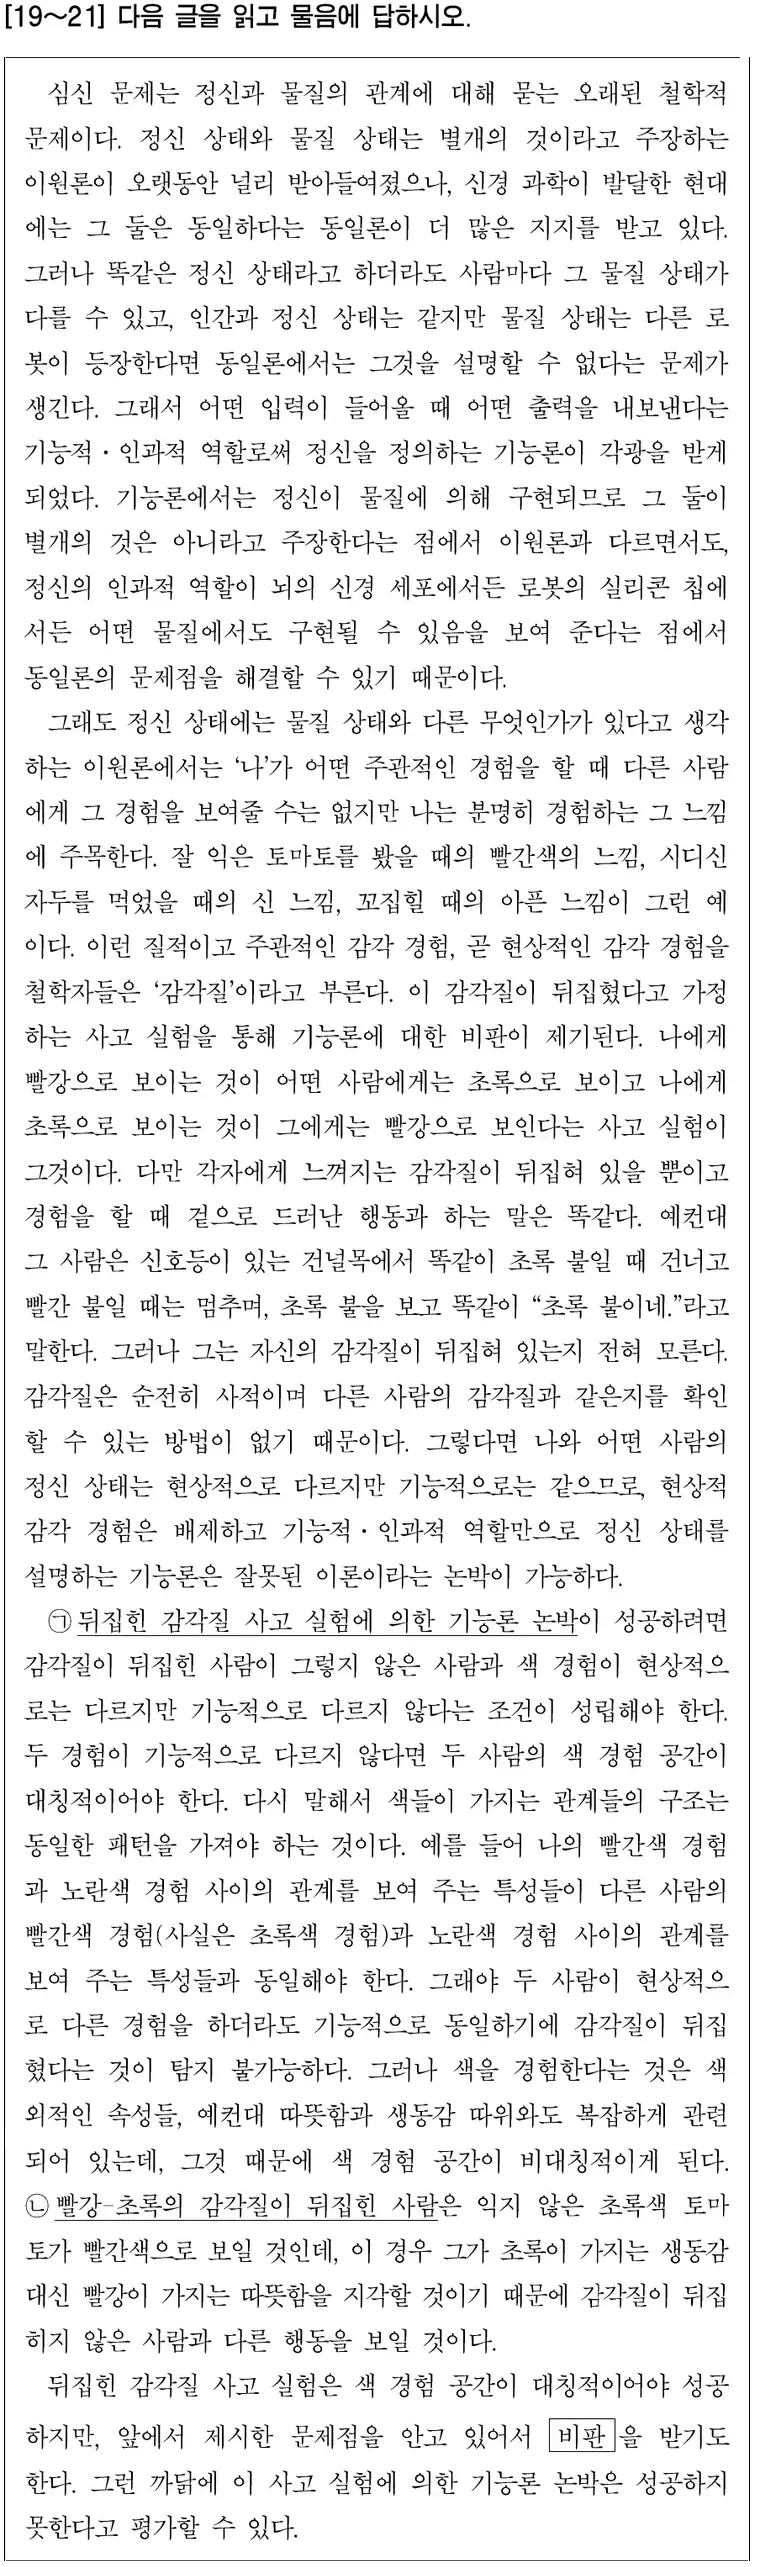 [19~21] 다음 글을 읽고 물음에 답하시오.
심신 문제는 정신과 물질의 관계에 대해 묻는 오래된 철학적
문제이다. 정신 상태와 물질 상태는 별개의 것이라고 주장하는
이원론이 오랫동안 널리 받아들여졌으나, 신경 과학이 발달한 현대
에는 그 둘은 동일하다는 동일론이 더 많은 지지를 받고 있다.
그러나 똑같은 정신 상태라고 하더라도 사람마다 그 물질 상태가
다를 수 있고, 인간과 정신 상태는 같지만 물질 상태는 다른 로
봇이 등장한다면 동일론에서는 그것을 설명할 수 없다는 문제가
생긴다. 그래서 어떤 입력이 들어올 때 어떤 출력을 내보낸다는
기능적·인과적 역할로써 정신을 정의하는 기능론이 각광을 받게
되었다. 기능론에서는 정신이 물질에 의해 구현되므로 그 둘이
별개의 것은 아니라고 주장한다는 점에서 이원론과 다르면서도,
정신의 인과적 역할이 뇌의 신경 세포에서든 로봇의 실리콘 칩에
서든 어떤 물질에서도 구현될 수 있음을 보여 준다는 점에서
동일론의 문제점을 해결할 수 있기 때문이다.
그래도 정신 상태에는 물질 상태와 다른 무엇인가가 있다고 생각
하는 이원론에서는 ‘나’가 어떤 주관적인 경험을 할 때 다른 사람
에게 그 경험을 보여줄 수는 없지만 나는 분명히 경험하는 그 느낌
에 주목한다. 잘 익은 토마토를 봤을 때의 빨간색의 느낌, 시디신
자두를 먹었을 때의 신 느낌, 꼬집힐 때의 아픈 느낌이 그런 예
이다. 이런 질적이고 주관적인 감각 경험, 곧 현상적인 감각 경험을
철학자들은 ‘감각질’이라고 부른다. 이 감각질이 뒤집혔다고 가정
하는 사고 실험을 통해 기능론에 대한 비판이 제기된다. 나에게
빨강으로 보이는 것이 어떤 사람에게는 초록으로 보이고 나에게
초록으로 보이는 것이 그에게는 빨강으로 보인다는 사고 실험이
그것이다. 다만 각자에게 느껴지는 감각질이 뒤집혀 있을 뿐이고
경험을 할 때 겉으로 드러난 행동과 하는 말은 똑같다. 예컨대
그 사람은 신호등이 있는 건널목에서 똑같이 초록 불일 때 건너고
빨간 불일 때는 멈추며, 초록 불을 보고 똑같이 “초록 불이네.”라고
말한다. 그러나 그는 자신의 감각질이 뒤집혀 있는지 전혀 모른다.
감각질은 순전히 사적이며 다른 사람의 감각질과 같은지를 확인
할 수 있는 방법이 없기 때문이다. 그렇다면 나와 어떤 사람의
정신 상태는 현상적으로 다르지만 기능적으로는 같으므로, 현상적
감각 경험은 배제하고 기능적·인과적 역할만으로 정신 상태를
설명하는 기능론은 잘못된 이론이라는 논박이 가능하다.
㉠ 뒤집힌 감각질 사고 실험에 의한 기능론 논박이 성공하려면
감각질이 뒤집힌 사람이 그렇지 않은 사람과 색 경험이 현상적으
로는 다르지만 기능적으로 다르지 않다는 조건이 성립해야 한다.
두 경험이 기능적으로 다르지 않다면 두 사람의 색 경험 공간이
대칭적이어야 한다. 다시 말해서 색들이 가지는 관계들의 구조는
동일한 패턴을 가져야 하는 것이다. 예를 들어 나의 빨간색 경험
과 노란색 경험 사이의 관계를 보여 주는 특성들이 다른 사람의
빨간색 경험(사실은 초록색 경험)과 노란색 경험 사이의 관계를
보여 주는 특성들과 동일해야 한다. 그래야 두 사람이 현상적으
로 다른 경험을 하더라도 기능적으로 동일하기에 감각질이 뒤집
혔다는 것이 탐지 불가능하다. 그러나 색을 경험한다는 것은 색
외적인 속성들, 예컨대 따뜻함과 생동감 따위와도 복잡하게 관련
되어 있는데, 그것 때문에 색 경험 공간이 비대칭적이게 된다.
㉡ 빨강-초록의 감각질이 뒤집힌 사람은 익지 않은 초록색 토마
토가 빨간색으로 보일 것인데, 이 경우 그가 초록이 가지는 생동감
대신 빨강이 가지는 따뜻함을 지각할 것이기 때문에 감각질이 뒤집
히지 않은 사람과 다른 행동을 보일 것이다.
뒤집힌 감각질 사고 실험은 색 경험 공간이 대칭적이어야 성공
하지만, 앞에서 제시한 문제점을 안고 있어서 비판을 받기도
한다. 그런 까닭에 이 사고 실험에 의한 기능론 논박은 성공하지
못한다고 평가할 수 있다.